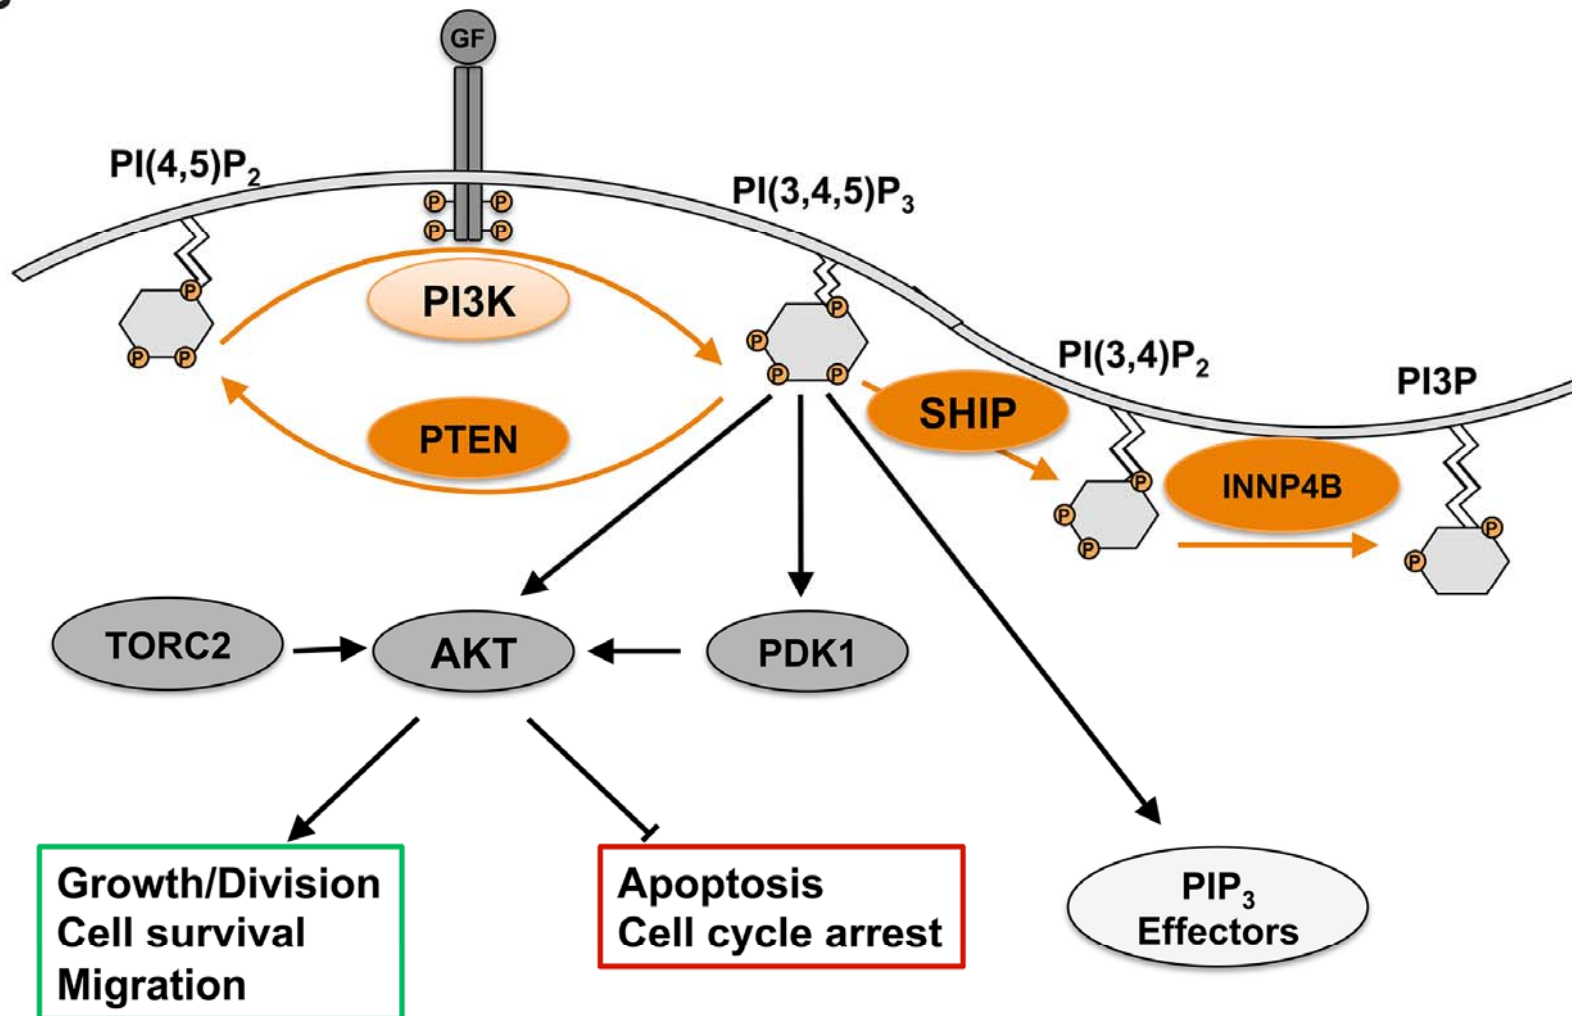 GF
PI(4,5)P2
PI(3,4,5)P3
P P
P P
PI3K
P
P P
P
P
P P
PI(3,4)P2
PI3P
PTEN
SHIP
INNP4B
P
P
P
P
P
TORC2
AKT
PDK1
Growth/Division
Cell survival
Migration
Apoptosis
Cell cycle arrest
PIP3
Effectors